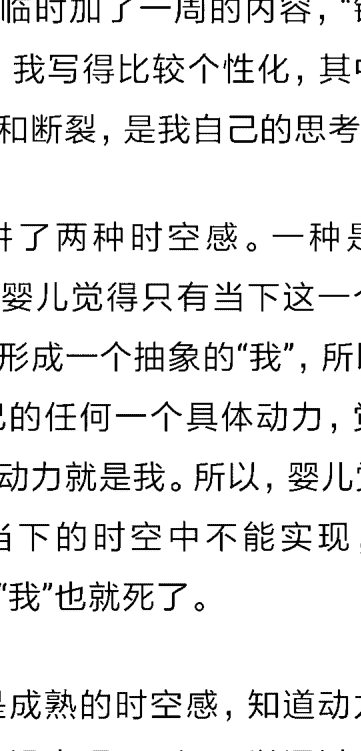 临时加了一周的内容，“
我写得比较个性化，其
和断裂，是我自己的思考
讲了两种时空感。一种是
婴儿觉得只有当下这一
形成一个抽象的“我”，所
的任何一个具体动力，
动力就是我。所以，婴儿
当下的时空中不能实现，
“我”也就死了。
是成熟的时空感，知道动